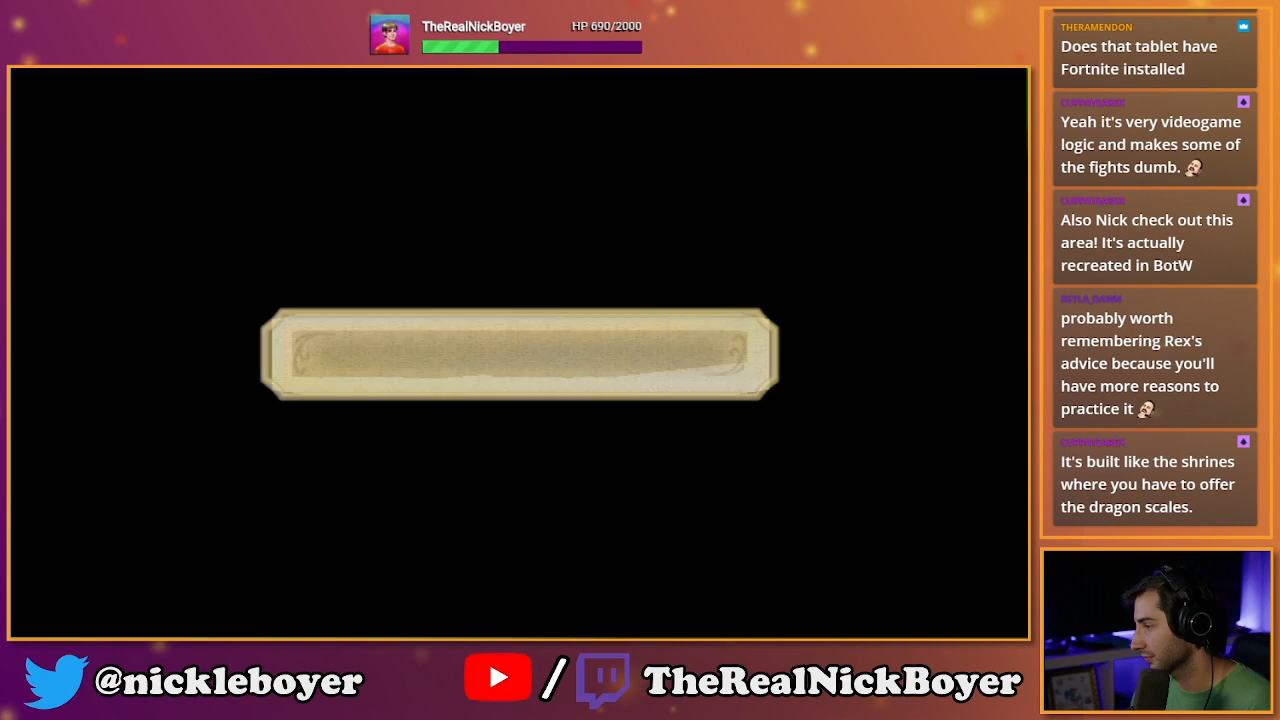 TheRealNickBoyer
HP 690/2000
THERAMENDON
Does that tablet have
Fortnite installed
Yeah it's very videogame
logic and makes some of
the fights dumb.
Also Nick check out this
area! It's actually
recreated in BotW
probably worth
remembering Rex's
advice because you'll
have more reasons to
practice it
It's built like the shrines
where you have to offer
the dragon scales.
@nickleboyer
/
TheRealNickBoyer